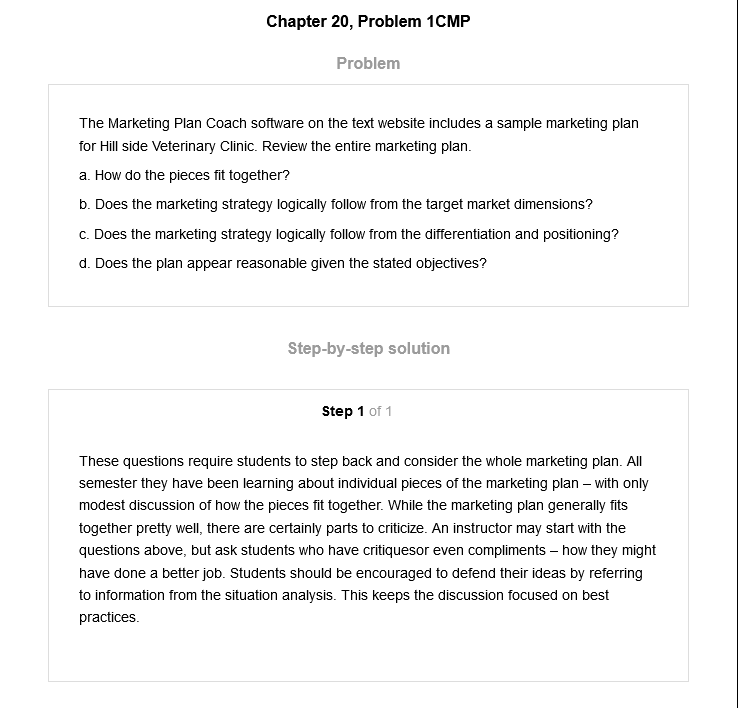 Chapter 20, Problem 1CMP
Problem
The Marketing Plan Coach software on the text website includes a sample marketing plan
for Hill side Veterinary Clinic. Review the entire marketing plan.
a. How do the pieces fit together?
b. Does the marketing strategy logically follow from the target market dimensions?
c. Does the marketing strategy logically follow from the differentiation and positioning?
d. Does the plan appear reasonable given the stated objectives?
Step-by-step solution
Step 1 of 1
These questions require students to step back and consider the whole marketing plan. All
semester they have been learning about individual pieces of the marketing plan – with only
modest discussion of how the pieces fit together. While the marketing plan generally fits
together pretty well, there are certainly parts to criticize. An instructor may start with the
questions above, but ask students who have critiquesor even compliments – how they might
have done a better job. Students should be encouraged to defend their ideas by referring
to information from the situation analysis. This keeps the discussion focused on best
practices.